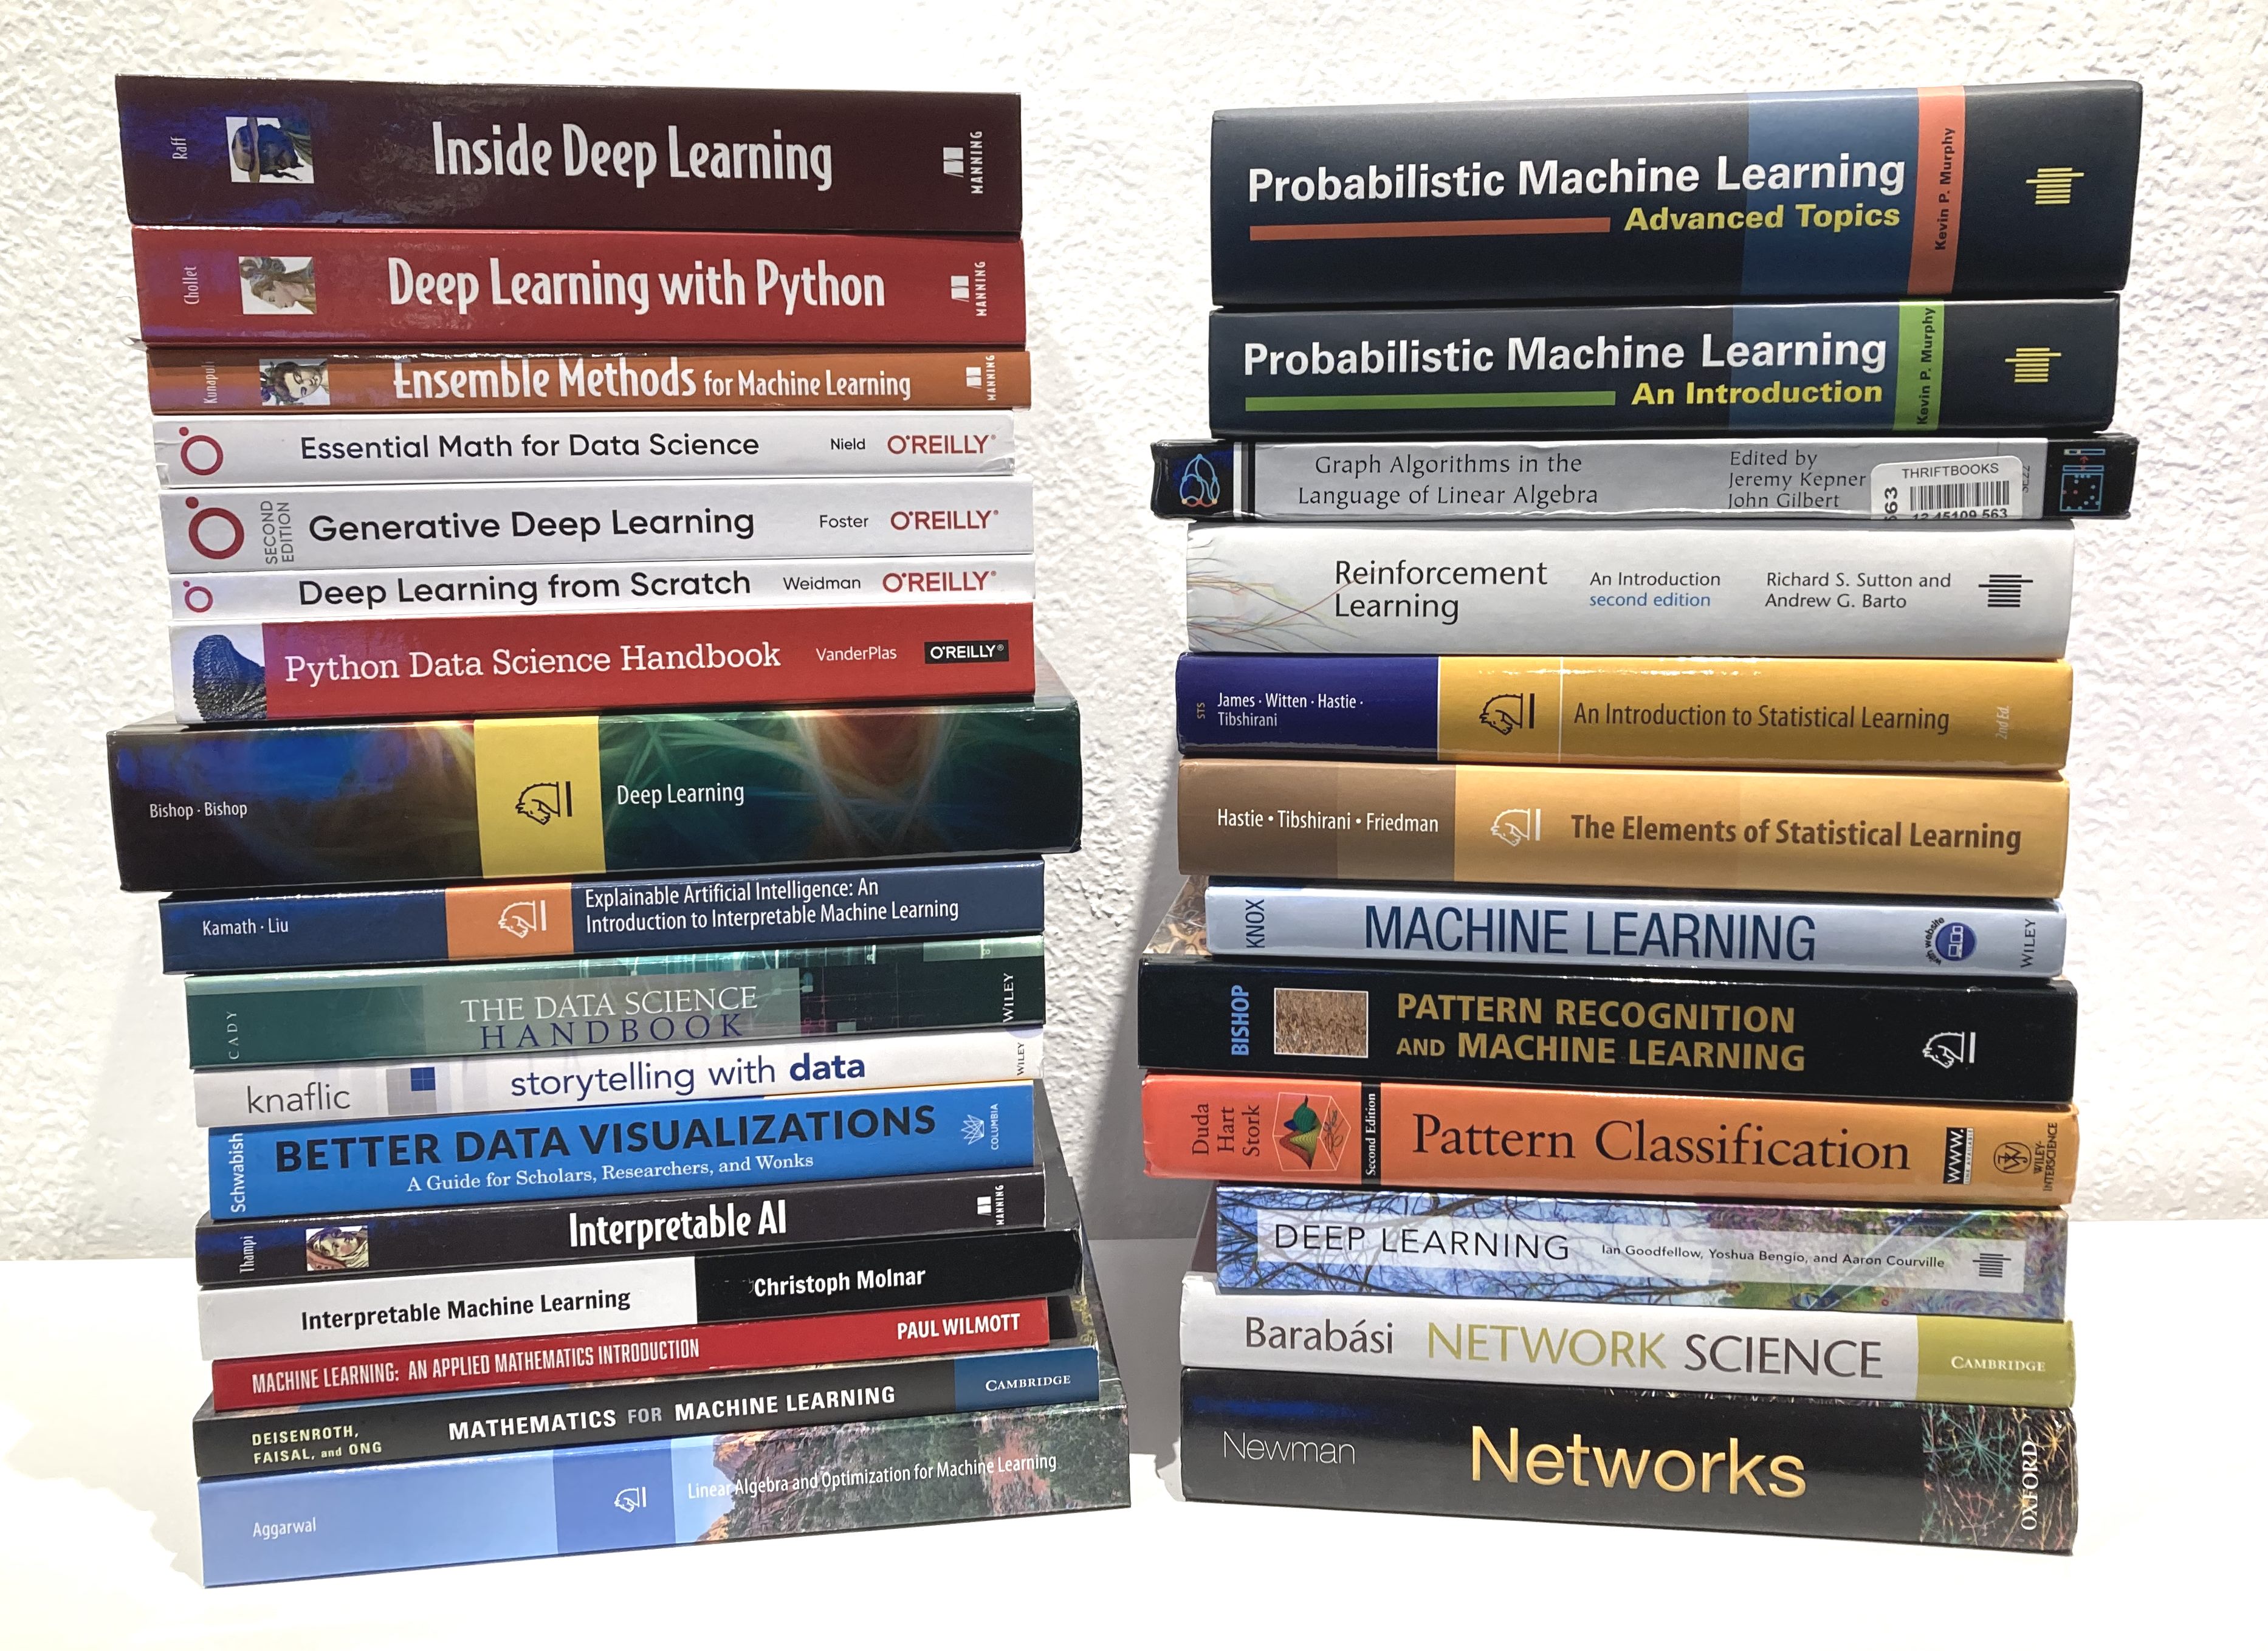 Raff
Inside Deep Learning
MANNING
Chollet
Deep Learning with Python
MANNING
Kunapuli
Ensemble Methods for Machine Learning
MANNING
Essential Math for Data Science
Nield
O'REILLY®
SECOND
EDITION
Generative Deep Learning
Foster
O'REILLY®
Deep Learning from Scratch
Weidman
O'REILLY®
Python Data Science Handbook
VanderPlas
O'REILLY®
Bishop · Bishop
Deep Learning
Kamath · Liu
Explainable Artificial Intelligence: An
Introduction to Interpretable Machine Learning
CADY
THE DATA SCIENCE
HANDBOOK
WILEY
knaflic
storytelling with data
WILEY
Schwabish
BETTER DATA VISUALIZATIONS
A Guide for Scholars, Researchers, and Wonks
COLUMBIA
Thampi
Interpretable AI
MANNING
Interpretable Machine Learning
Christoph Molnar
MACHINE LEARNING: AN APPLIED MATHEMATICS INTRODUCTION
PAUL WILMOTT
DEISENROTH,
FAISAL, and ONG
MATHEMATICS FOR MACHINE LEARNING
CAMBRIDGE
Aggarwal
Linear Algebra and Optimization for Machine Learning
Probabilistic Machine Learning
Advanced Topics
Kevin P. Murphy
Probabilistic Machine Learning
An Introduction
Kevin P. Murphy
Graph Algorithms in the
Language of Linear Algebra
Edited by
Jeremy Kepner
John Gilbert
563
THRIFTBOOKS
12 45109 563
SE22
Reinforcement
Learning
An Introduction
second edition
Richard S. Sutton and
Andrew G. Barto
STS
James · Witten · Hastie ·
Tibshirani
An Introduction to Statistical Learning
2nd Ed.
Hastie • Tibshirani • Friedman
The Elements of Statistical Learning
KNOX
MACHINE LEARNING
with website
WILEY
BISHOP
PATTERN RECOGNITION
AND MACHINE LEARNING
Duda
Hart
Stork
Second Edition
Pattern Classification
WWW.
WILEY-
INTERSCIENCE
DEEP LEARNING
Ian Goodfellow, Yoshua Bengio, and Aaron Courville
Barabási
NETWORK SCIENCE
CAMBRIDGE
Newman
Networks
OXFORD